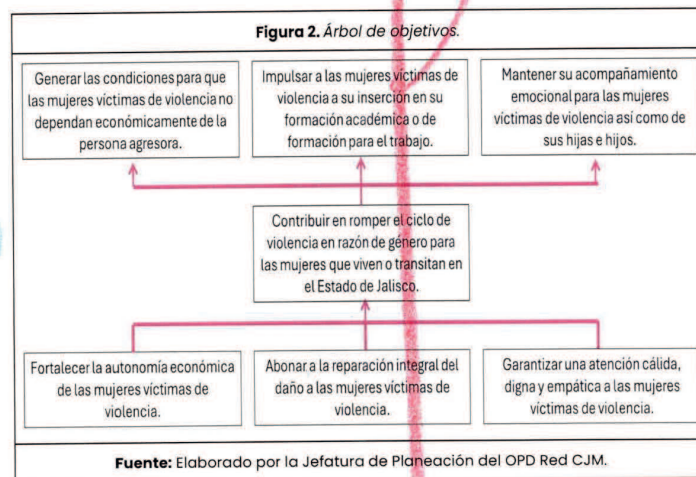 Figura 2. Árbol de objetivos.
Generar las condiciones para que
las mujeres víctimas de violencia no
dependan económicamente de la
persona agresora.
Impulsar a las mujeres víctimas de
violencia a su inserción en su
formación académica o de
formación para el trabajo.
Mantener su acompañamiento
emocional para las mujeres
víctimas de violencia así como de
sus hijas e hijos.
Contribuir en romper el ciclo de
violencia en razón de género para
las mujeres que viven o transitan en
el Estado de Jalisco.
Fortalecer la autonomía económica
de las mujeres víctimas de
violencia.
Abonar a la reparación integral del
daño a las mujeres víctimas de
violencia.
Garantizar una atención cálida,
digna y empática a las mujeres
víctimas de violencia.
Fuente: Elaborado por la Jefatura de Planeación del OPD Red CJM.